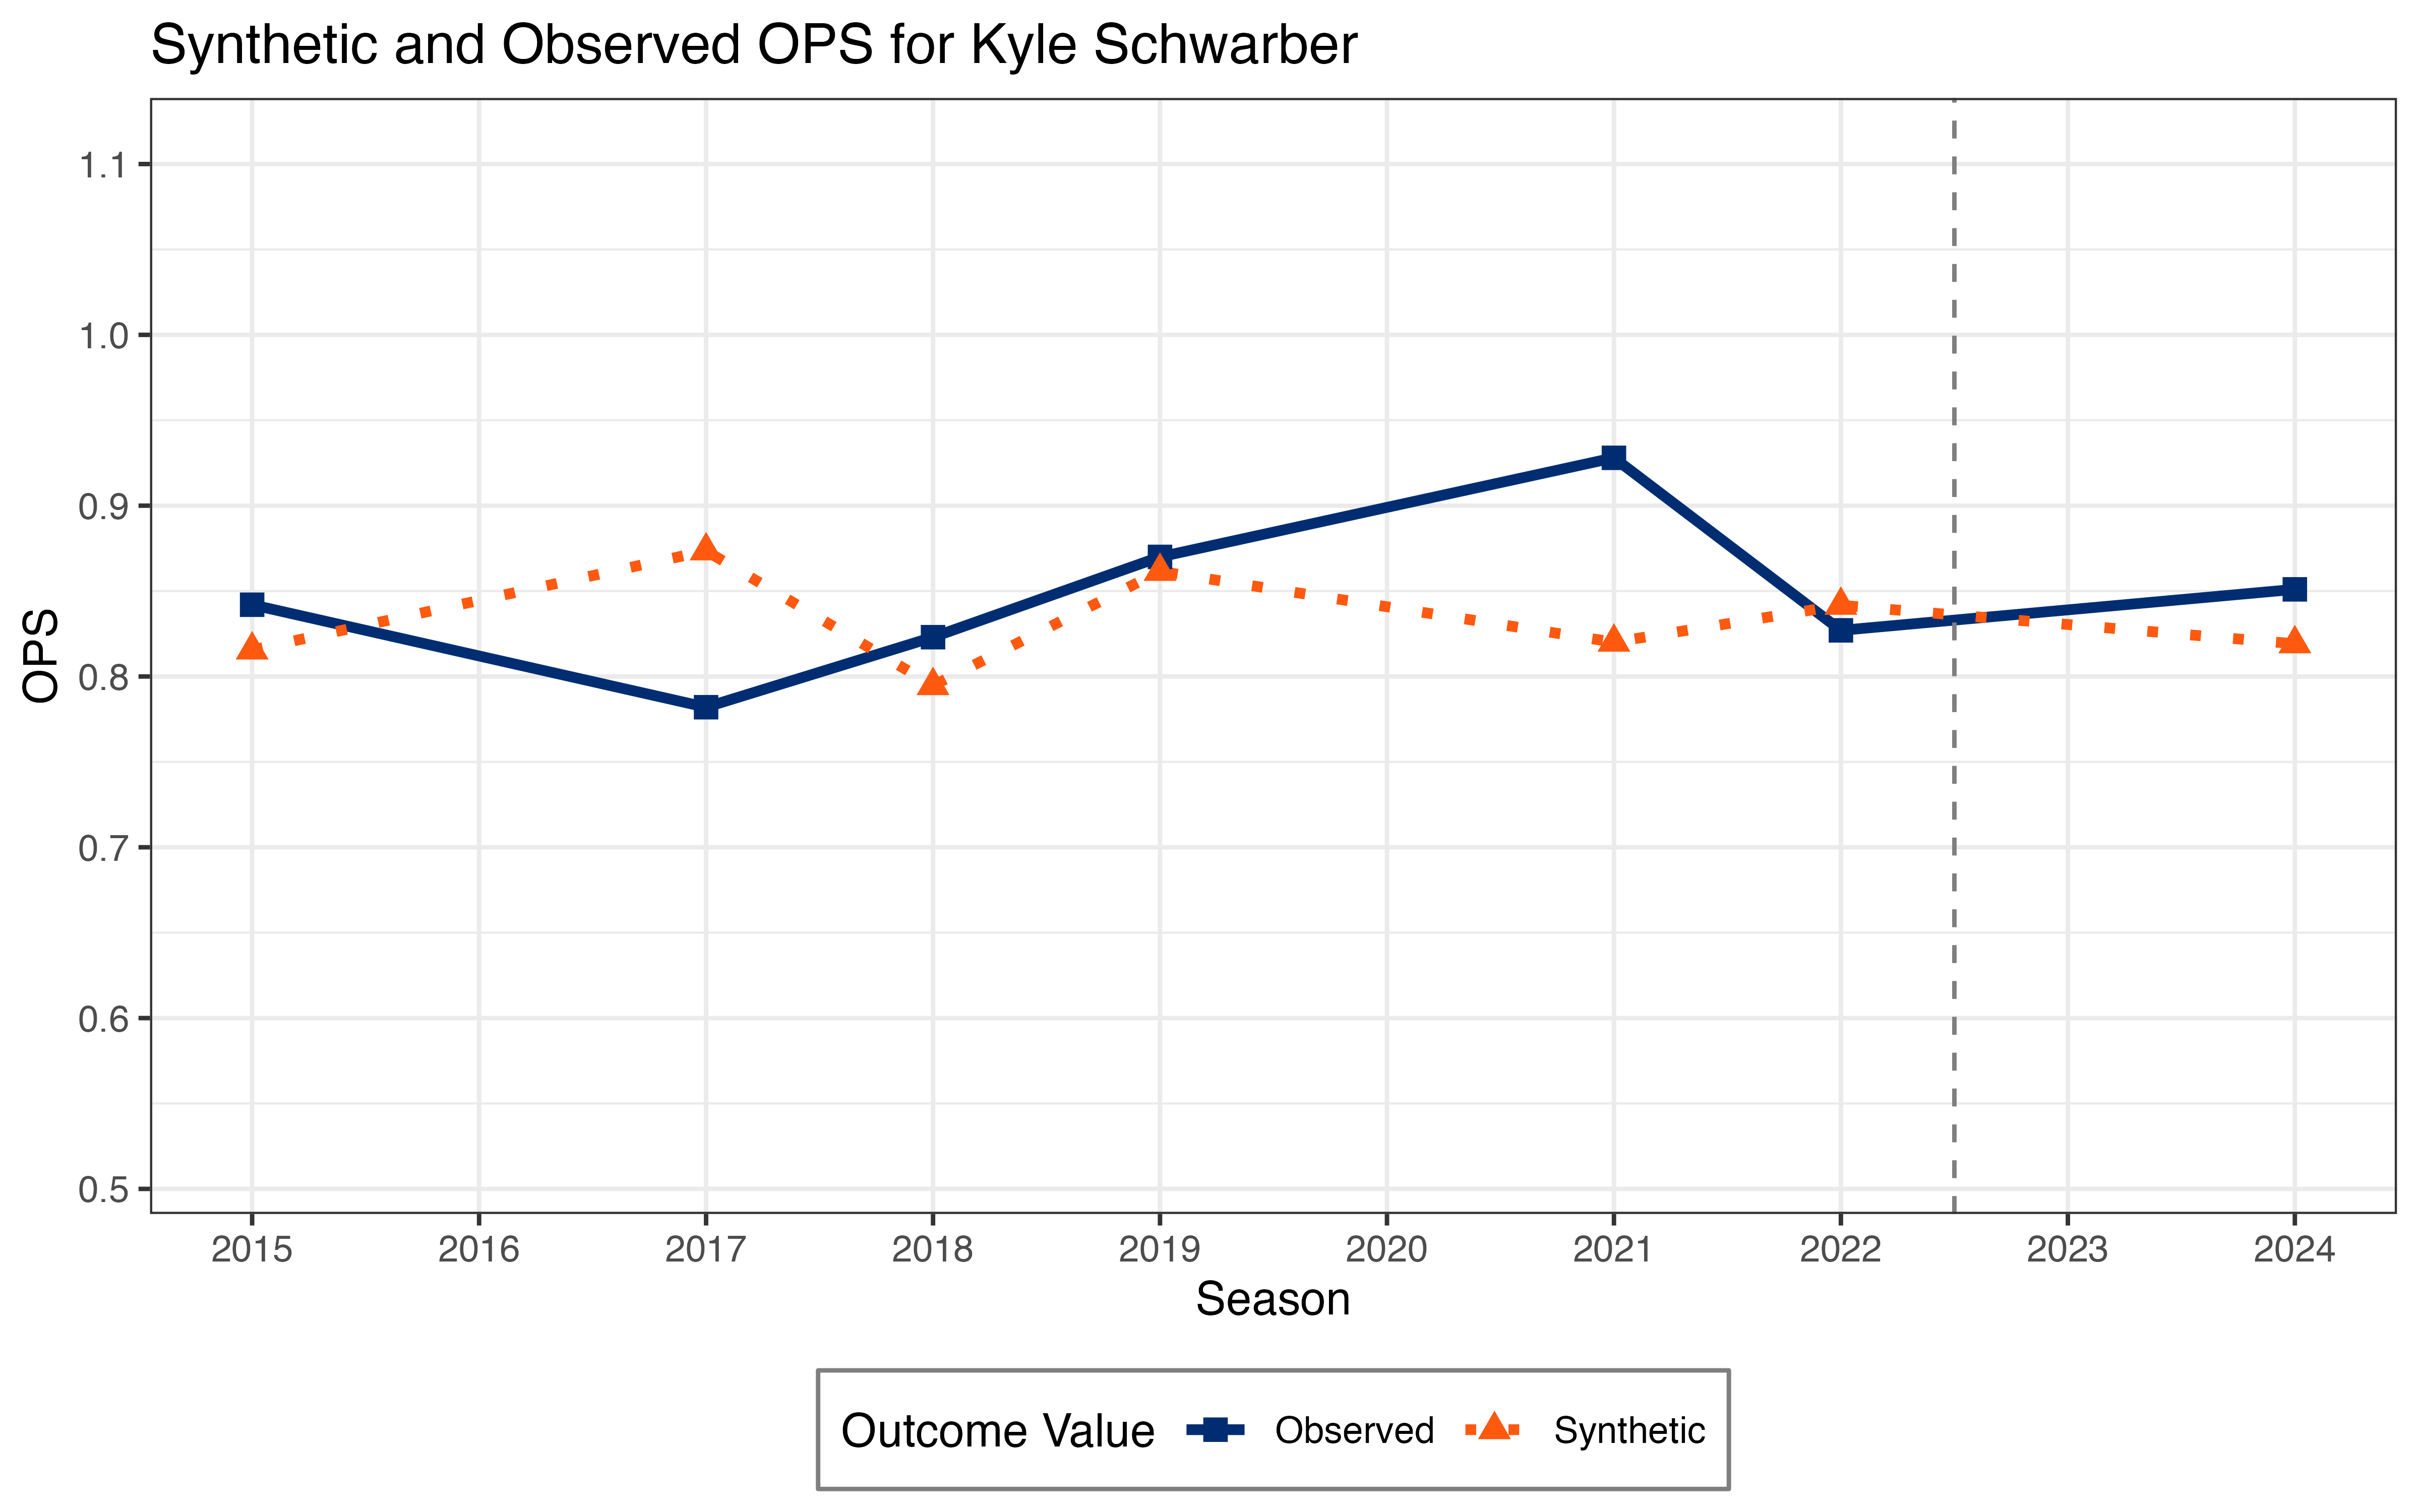 Synthetic and Observed OPS for Kyle Schwarber
1.1
1.0
0.9
0.8
0.7
0.6
0.5
OPS
2015 2016 2017 2018 2019 2020 2021 2022 2023 2024
Season
Outcome Value Observed Synthetic